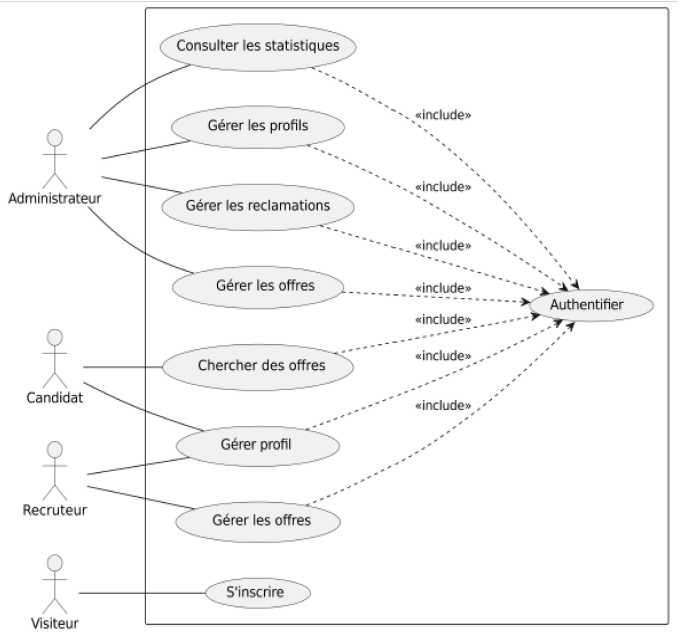 Consulter les statistiques
«include»
Gérer les profils
Administrateur
«include»
Gérer les reclamations
«include»
Gérer les offres
«include»
Authentifier
«include»
Chercher des offres
Candidat
«include»
«include»
Gérer profil
Recruteur
Gérer les offres
S'inscrire
Visiteur